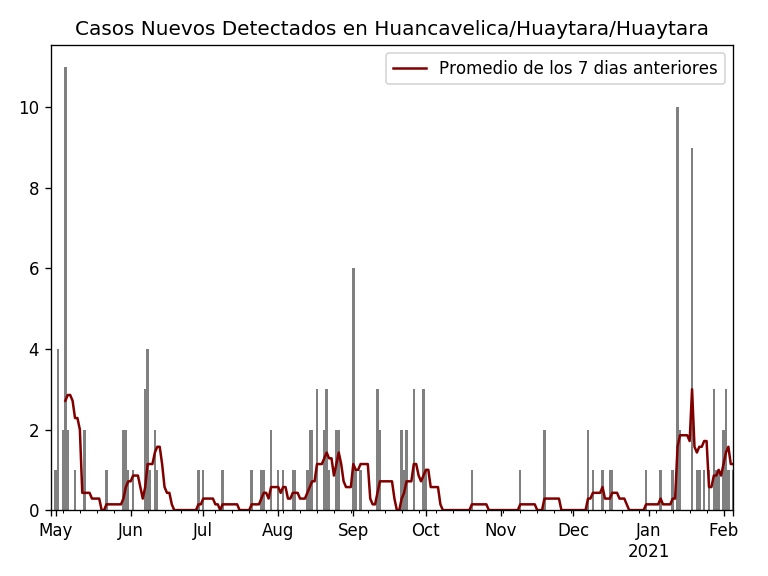 Casos Nuevos Detectados en Huancavelica/Huaytara/Huaytara
Promedio de los 7 dias anteriores
10
8
6
4
2
0
May Jun Jul Aug Sep Oct Nov Dec Jan Feb
2021